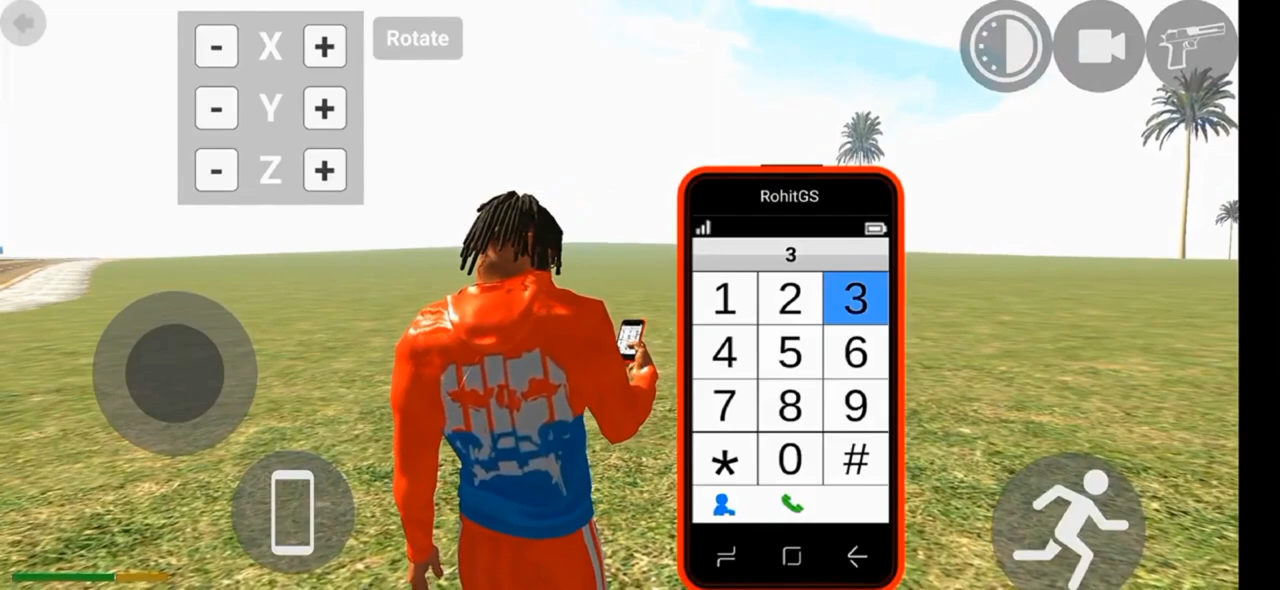 - X +
Rotate
- Y +
- Z +
RohitGS
3
1 2 3
4 5 6
7 8 9
* 0 #